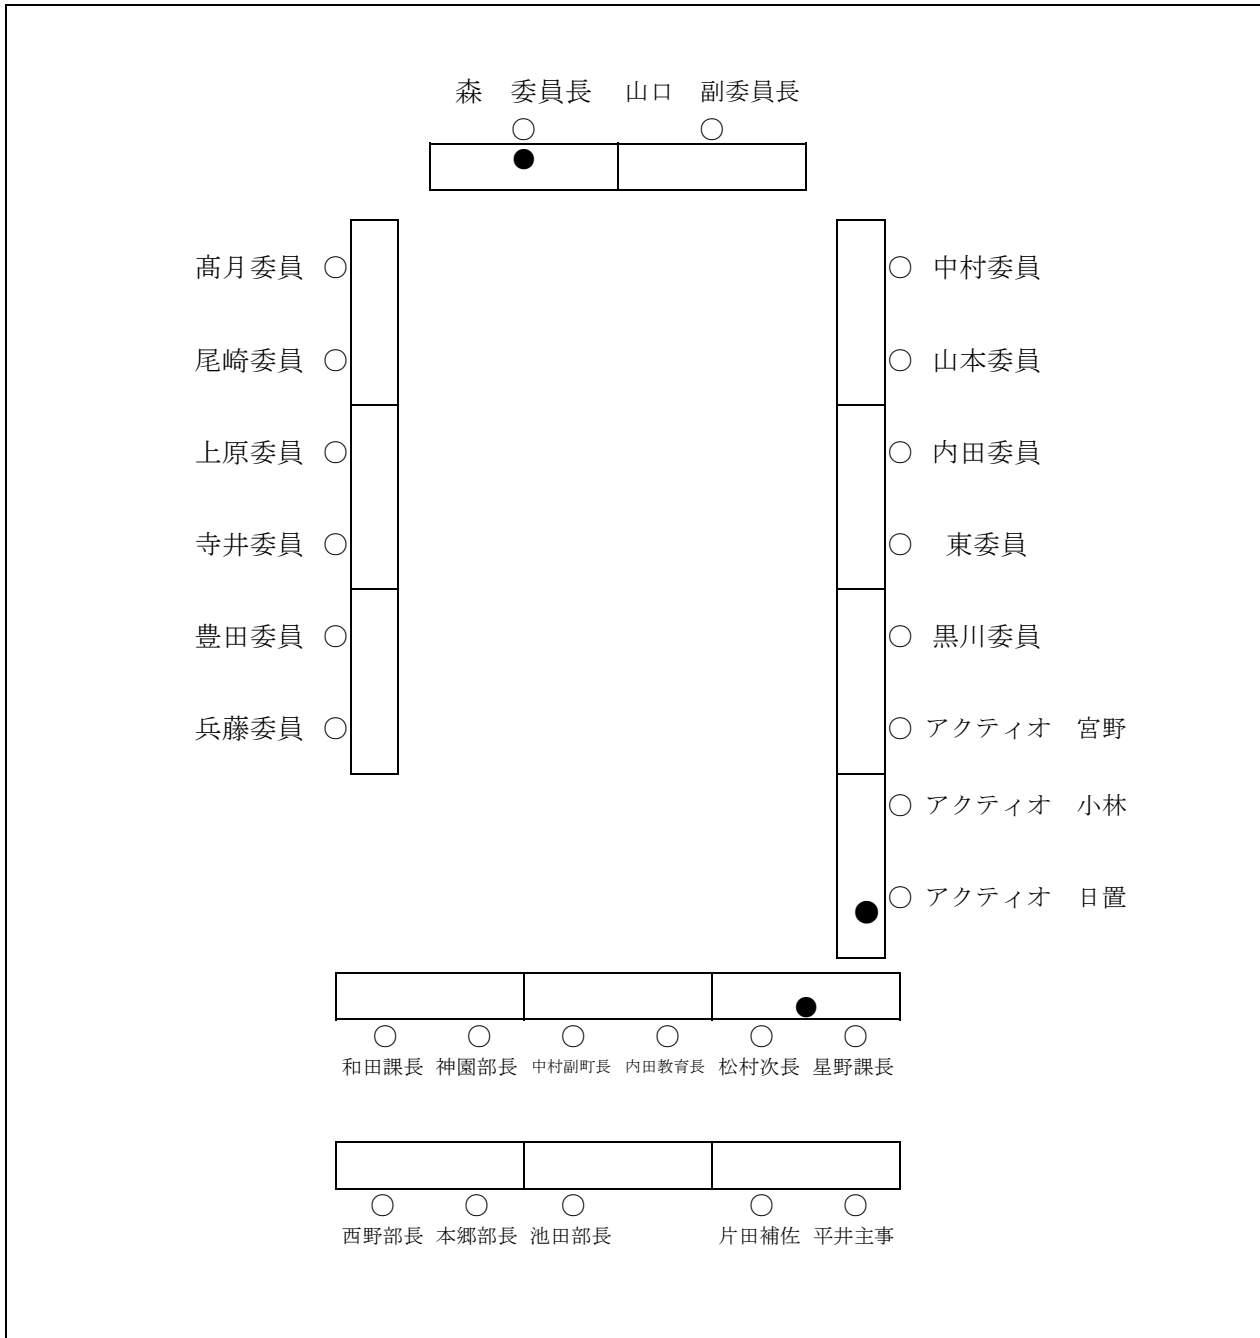 森　委員長　山口　副委員長
髙月委員　中村委員
尾崎委員　山本委員
上原委員　内田委員
寺井委員　東委員
豊田委員　黒川委員
兵藤委員　アクティオ　宮野
アクティオ　小林
アクティオ　日置
和田課長　神園部長　中村副町長　内田教育長　松村次長　星野課長
西野部長　本郷部長　池田部長　片田補佐　平井主事